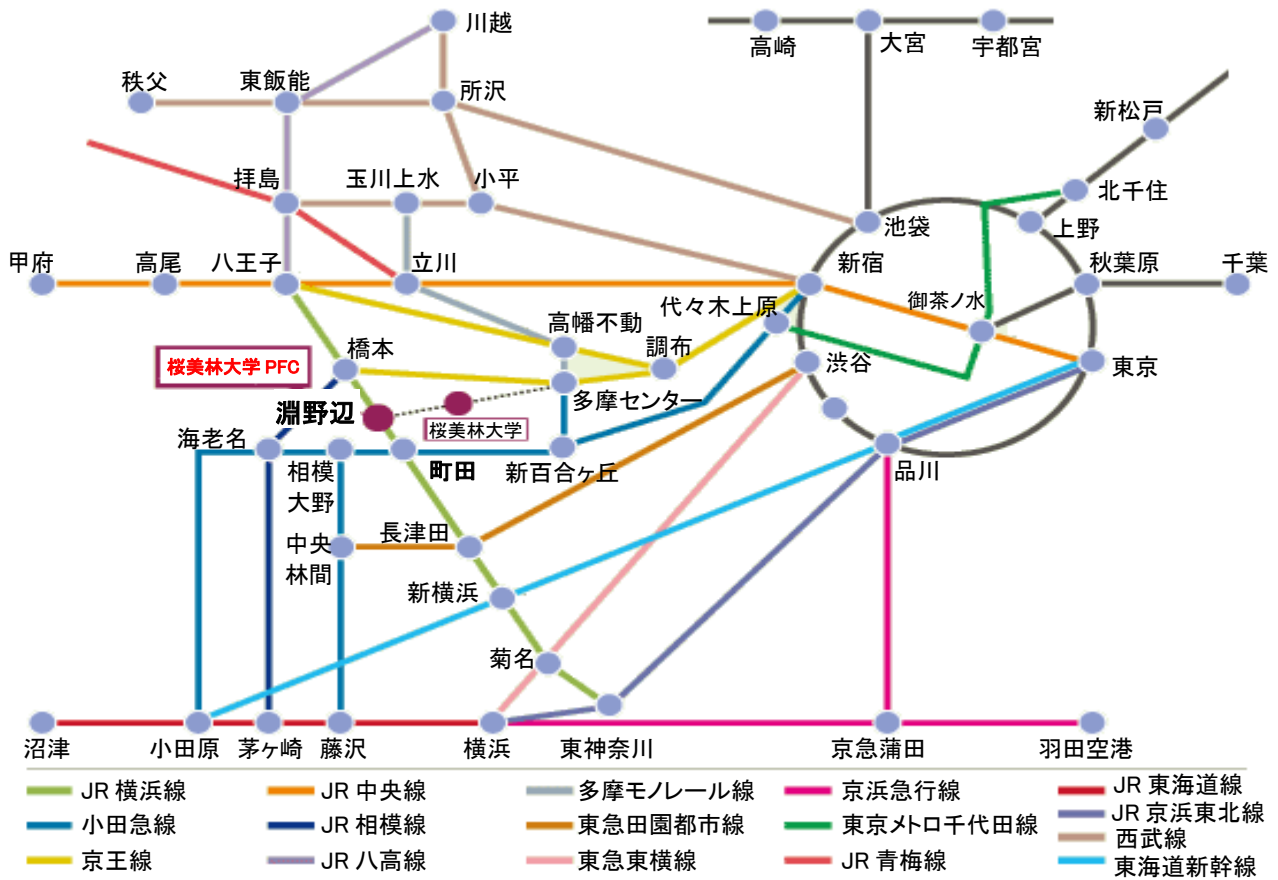 川越
高崎
大宮
宇都宮
秩父
東飯能
所沢
新松戸
拝島
玉川上水
小平
北千住
池袋
上野
甲府
高尾
八王子
立川
新宿
秋葉原
千葉
代々木上原
御茶ノ水
高幡不動
橋本
調布
渋谷
東京
桜美林大学 PFC
多摩センター
淵野辺
桜美林大学
海老名
相模
大野
町田
新百合ヶ丘
品川
中央
林間
長津田
新横浜
菊名
沼津
小田原
茅ヶ崎
藤沢
横浜
東神奈川
京急蒲田
羽田空港
JR 横浜線
JR 中央線
多摩モノレール線
京浜急行線
JR 東海道線
小田急線
JR 相模線
東急田園都市線
東京メトロ千代田線
JR 京浜東北線
西武線
京王線
JR 八高線
東急東横線
JR 青梅線
東海道新幹線